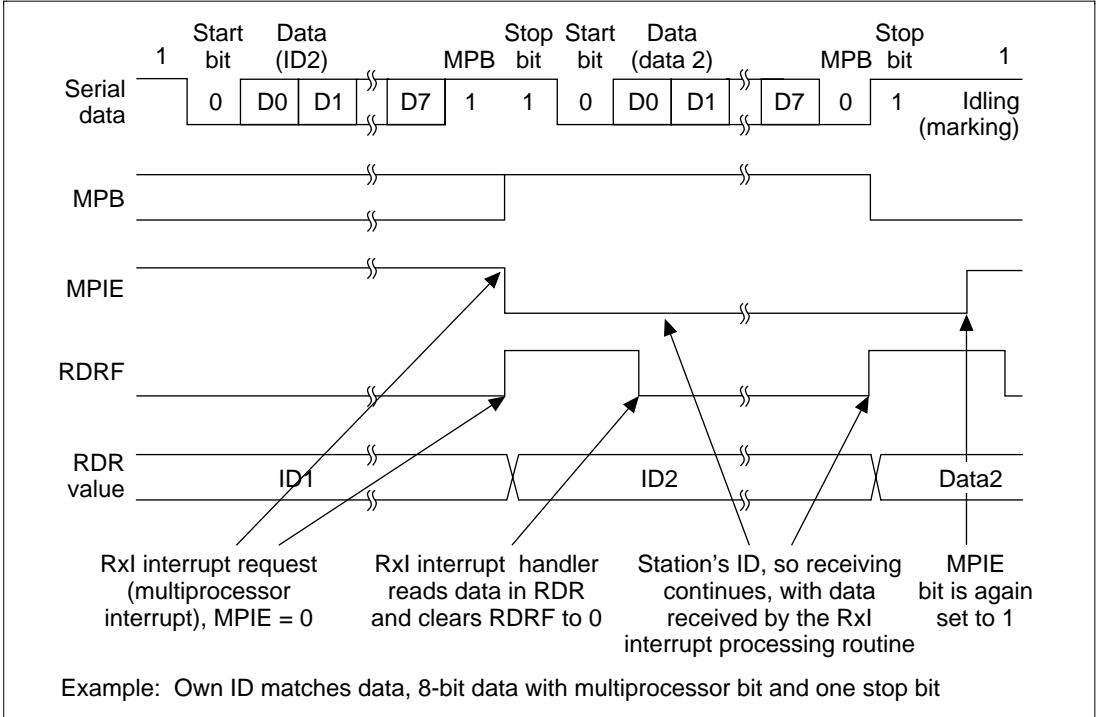 Start Data Stop Start Data Stop
1 bit (ID2) MPB bit bit (data 2) MPB bit 1
Serial data 0 D0 D1 D7 1 1 0 D0 D1 D7 0 1 Idling (marking)
MPB
MPIE
RDRF
RDR value ID1 ID2 Data2
RxI interrupt request
(multiprocessor
interrupt), MPIE = 0
RxI interrupt handler
reads data in RDR
and clears RDRF to 0
Station's ID, so receiving
continues, with data
received by the RxI
interrupt processing routine
MPIE
bit is again
set to 1
Example: Own ID matches data, 8-bit data with multiprocessor bit and one stop bit